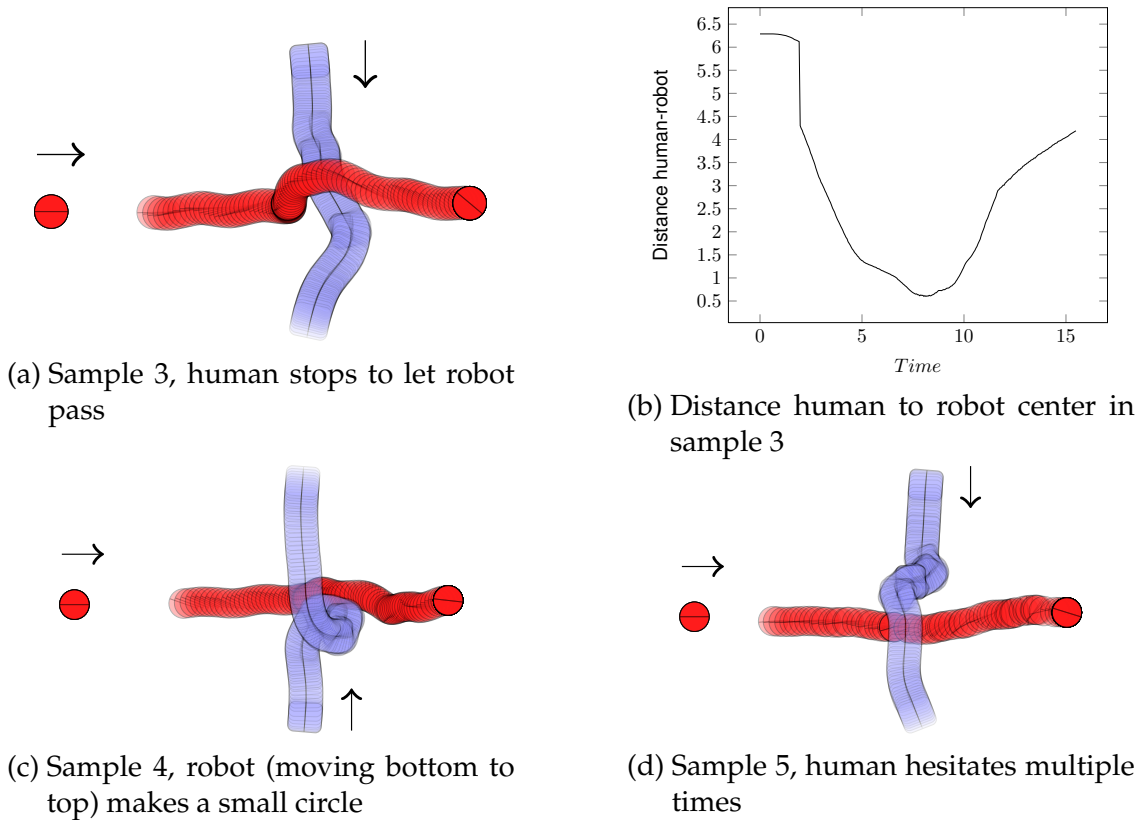 (a) Sample 3, human stops to let robot
pass
6.5
6
5.5
5
4.5
4
3.5
3
2.5
2
1.5
1
0.5
0
5
10
15
Distance human-robot
Time
(b) Distance human to robot center in
sample 3
(c) Sample 4, robot (moving bottom to
top) makes a small circle
(d) Sample 5, human hesitates multiple
times